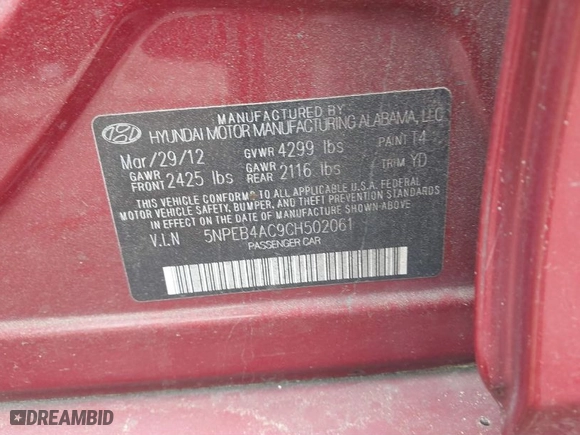 MANUFACTURED BY
HYUNDAI MOTOR MANUFACTURING ALABAMA, LLC
Mar/29/12 GVWR 4299 lbs PAINT T4
GAWR FRONT 2425 lbs GAWR REAR 2116 lbs TRIM YD
THIS VEHICLE CONFORMS TO ALL APPLICABLE U.S.A. FEDERAL
MOTOR VEHICLE SAFETY, BUMPER, AND THEFT PREVENTION STANDARDS
IN EFFECT ON THE DATE OF MANUFACTURE SHOWN ABOVE.
V.I.N 5NPEB4AC9CH502061
PASSENGER CAR
DREAMBID